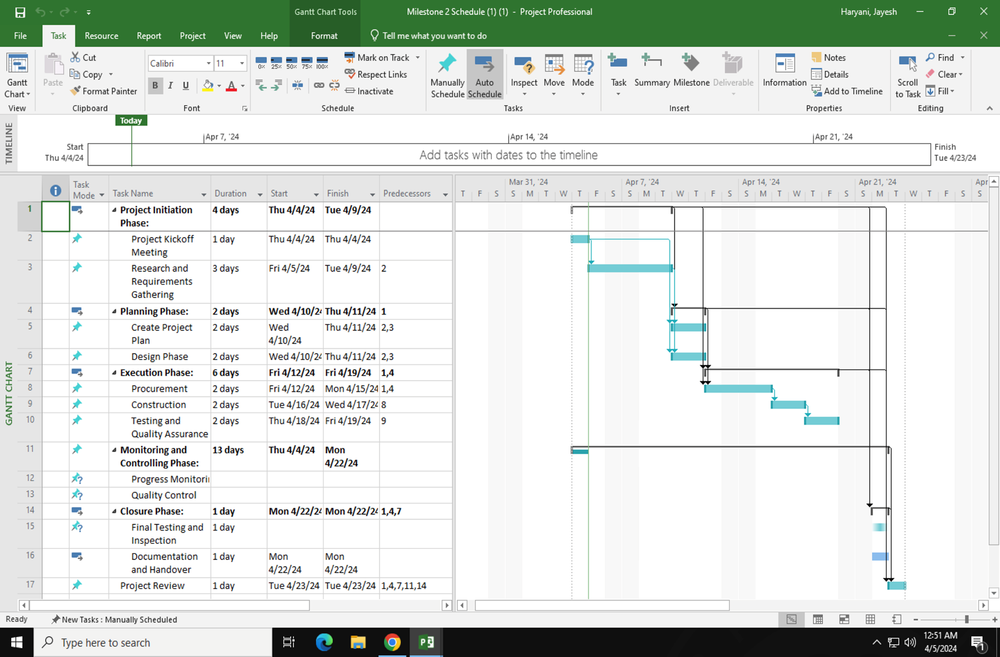 Gantt Chart Tools
Milestone 2 Schedule (1) (1) - Project Professional
Haryani, Jayesh
File Task Resource Report Project View Help Format Tell me what you want to do
Gantt Chart
View
Paste
Cut
Copy
Format Painter
Clipboard
Calibri 11
B I U A
Font
0% 25% 50% 75% 100%
Mark on Track
Respect Links
Inactivate
Schedule
Manually Schedule
Auto Schedule
Inspect
Move
Mode
Tasks
Task
Summary
Milestone
Deliverable
Insert
Information
Notes
Details
Add to Timeline
Properties
Scroll to Task
Find
Clear
Fill
Editing
TIMELINE
Today
Apr 7, '24 Apr 14, '24 Apr 21, '24
Start
Thu 4/4/24
Add tasks with dates to the timeline
Finish
Tue 4/23/24
GANTT CHART
Task Mode Task Name Duration Start Finish Predecessors
Mar 31, '24 Apr 7, '24 Apr 14, '24 Apr 21, '24 Apr
T F S S M T W T F S S M T W T F S S M T W T F S S M T W T F S S
1 Project Initiation Phase: 4 days Thu 4/4/24 Tue 4/9/24
2 Project Kickoff Meeting 1 day Thu 4/4/24 Thu 4/4/24
3 Research and Requirements Gathering 3 days Fri 4/5/24 Tue 4/9/24 2
4 Planning Phase: 2 days Wed 4/10/24 Thu 4/11/24 1
5 Create Project Plan 2 days Wed 4/10/24 Thu 4/11/24 2,3
6 Design Phase 2 days Wed 4/10/24 Thu 4/11/24 2,3
7 Execution Phase: 6 days Fri 4/12/24 Fri 4/19/24 1,4
8 Procurement 2 days Fri 4/12/24 Mon 4/15/24 1,4
9 Construction 2 days Tue 4/16/24 Wed 4/17/24 8
10 Testing and Quality Assurance 2 days Thu 4/18/24 Fri 4/19/24 9
11 Monitoring and Controlling Phase: 13 days Thu 4/4/24 Mon 4/22/24
12 Progress Monitori
13 Quality Control
14 Closure Phase: 1 day Mon 4/22/24 Mon 4/22/24 1,4,7
15 Final Testing and Inspection 1 day
16 Documentation and Handover 1 day Mon 4/22/24 Mon 4/22/24
17 Project Review 1 day Tue 4/23/24 Tue 4/23/24 1,4,7,11,14
Ready New Tasks : Manually Scheduled
Type here to search
12:51 AM
4/5/2024
1